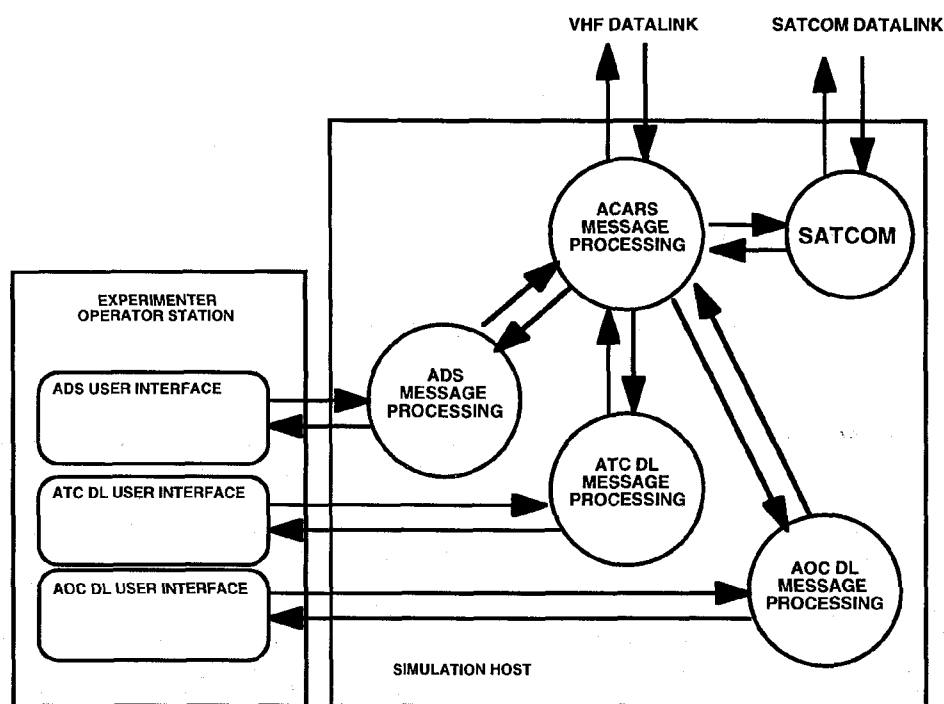 VHF DATALINK
SATCOM DATALINK
ACARS
MESSAGE
PROCESSING
SATCOM
EXPERIMENTER
OPERATOR STATION
ADS USER INTERFACE
ADS
MESSAGE
PROCESSING
ATC DL USER INTERFACE
ATC DL
MESSAGE
PROCESSING
AOC DL USER INTERFACE
AOC DL
MESSAGE
PROCESSING
SIMULATION HOST